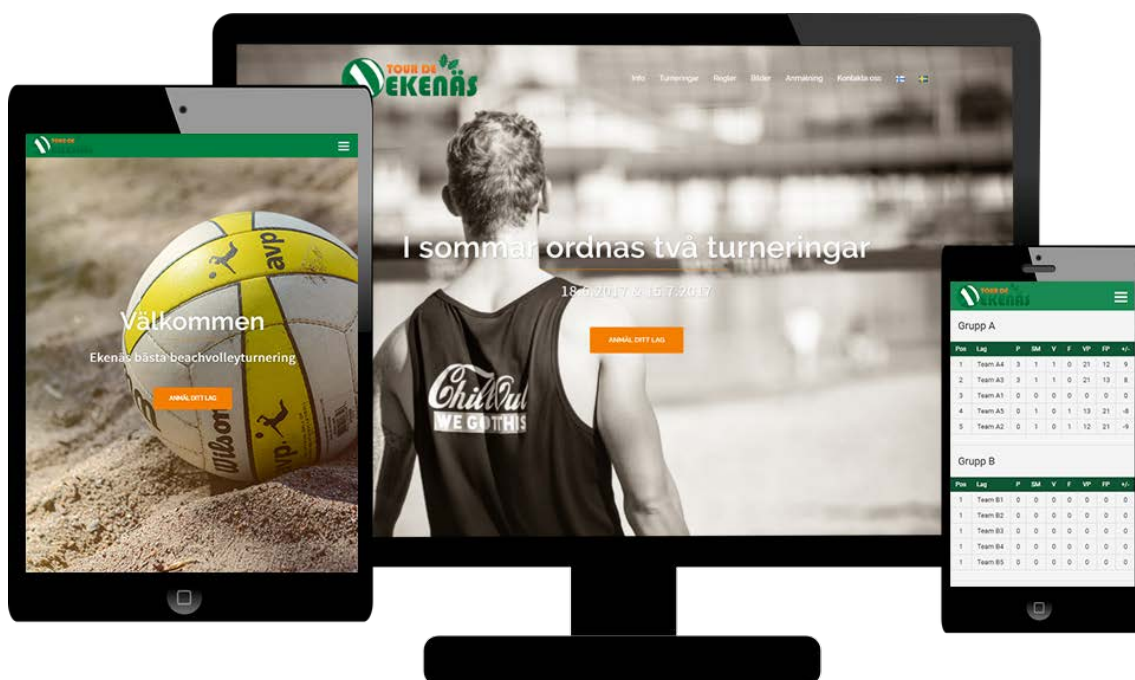 TOUR DE
EKENÄS
Info Turneringar Regler Bilder Anmälning Kontakta oss
I sommar ordnas två turneringar
18.6.2017 & 15.7.2017
ANMÄL DITT LAG
Chill Out
WE GOT THIS
TOUR DE
Välkommen
Ekenäs bästa beachvolleyturnering
ANMÄL DITT LAG
avp
Wilson
avp.
TOUR DE
EKENÄS
Grupp A
Pos Lag P SM V F VP FP +/-
1 Team A4 3 1 1 0 21 12 9
2 Team A3 3 1 1 0 21 13 8
3 Team A1 0 0 0 0 0 0 0
4 Team A5 0 1 0 1 13 21 -8
5 Team A2 0 1 0 1 12 21 -9
Grupp B
Pos Lag P SM V F VP FP +/-
1 Team B1 0 0 0 0 0 0 0
1 Team B2 0 0 0 0 0 0 0
1 Team B3 0 0 0 0 0 0 0
1 Team B4 0 0 0 0 0 0 0
1 Team B5 0 0 0 0 0 0 0